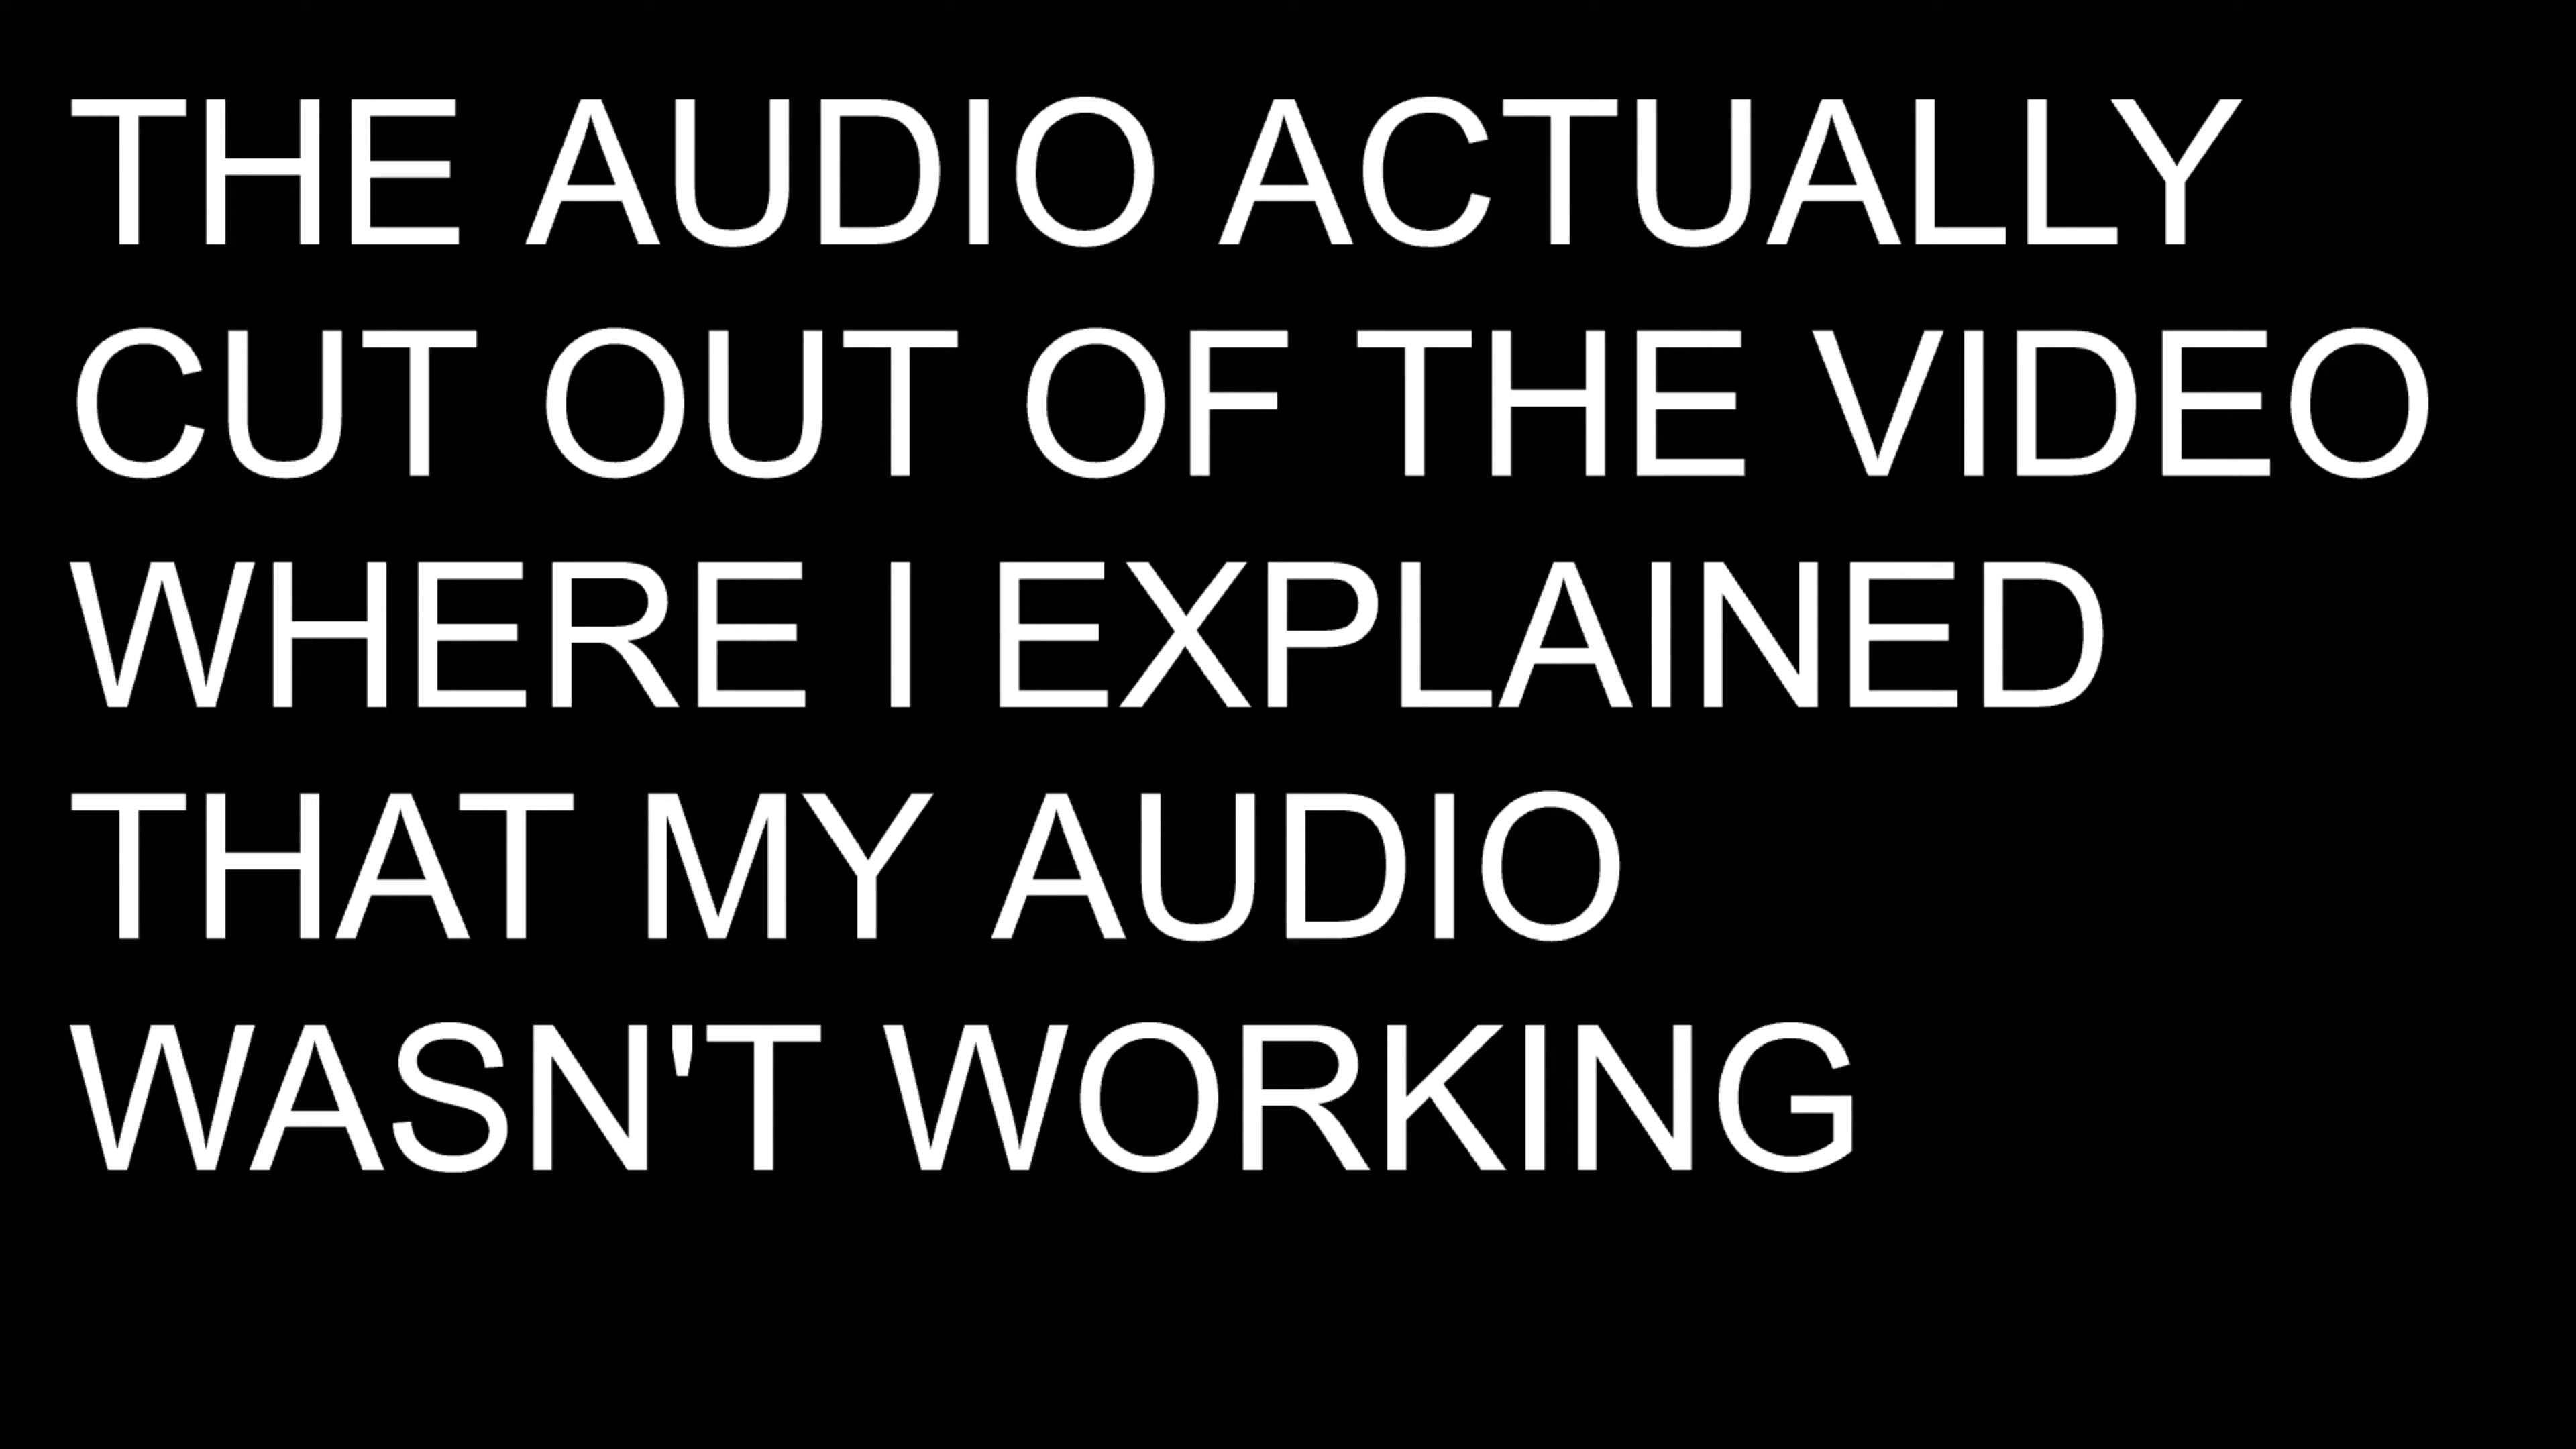 THE AUDIO ACTUALLY
CUT OUT OF THE VIDEO
WHERE I EXPLAINED
THAT MY AUDIO
WASN'T WORKING